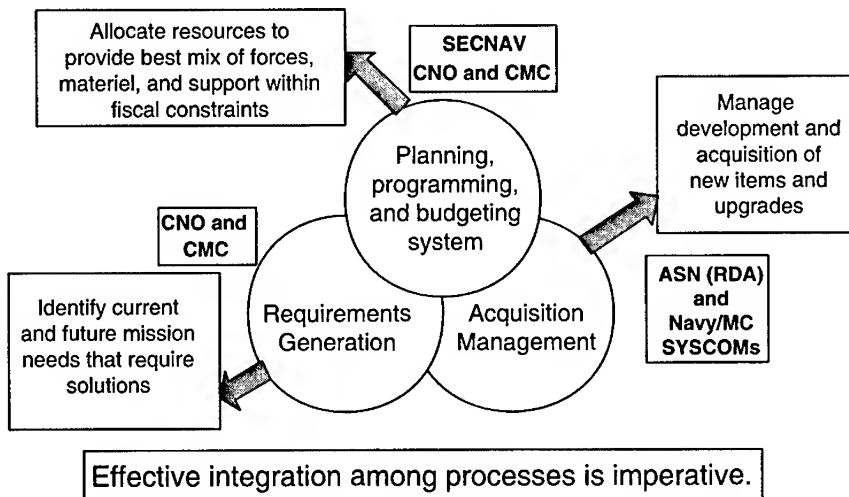 Allocate resources to
provide best mix of forces,
materiel, and support within
fiscal constraints
SECNAV
CNO and CMC
Manage
development and
acquisition of
new items and
upgrades
Planning,
programming,
and budgeting
system
CNO and
CMC
ASN (RDA)
and
Navy/MC
SYSCOMs
Identify current
and future mission
needs that require
solutions
Requirements
Generation
Acquisition
Management
Effective integration among processes is imperative.